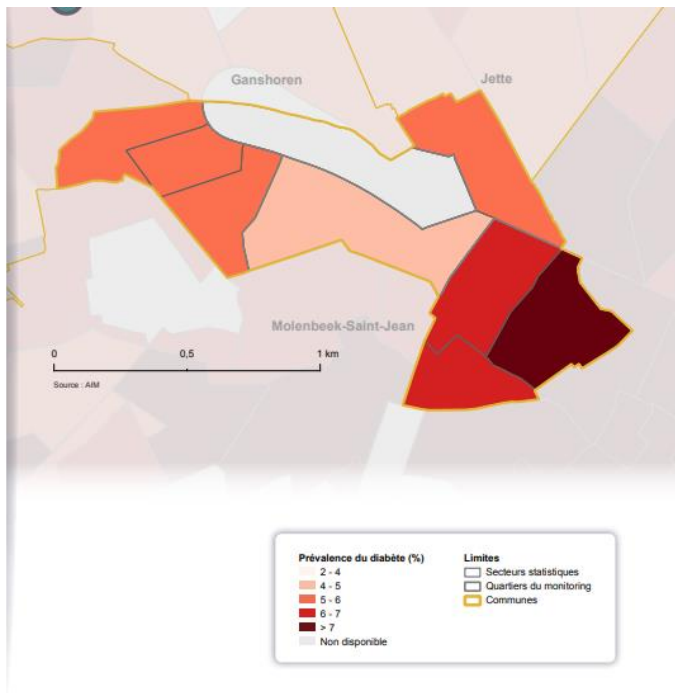 Ganshoren
Jette
Molenbeek-Saint-Jean
0
0,5
1 km
Source : AIM
Prévalence du diabète (%)
2 - 4
4 - 5
5 - 6
6 - 7
> 7
Non disponible
Limites
Secteurs statistiques
Quartiers du monitoring
Communes